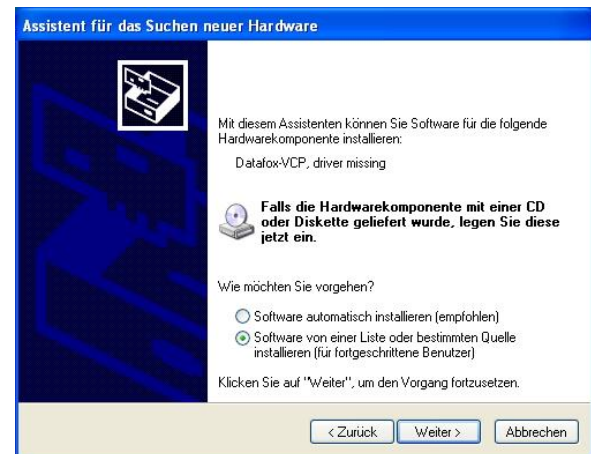 Assistent für das Suchen neuer Hardware
Mit diesem Assistenten können Sie Software für die folgende
Hardwarekomponente installieren:
Datafox-VCP, driver missing
Falls die Hardwarekomponente mit einer CD
oder Diskette geliefert wurde, legen Sie diese
jetzt ein.
Wie möchten Sie vorgehen?
Software automatisch installieren (empfohlen)
Software von einer Liste oder bestimmten Quelle
installieren (für fortgeschrittene Benutzer)
Klicken Sie auf "Weiter", um den Vorgang fortzusetzen.
< Zurück Weiter > Abbrechen